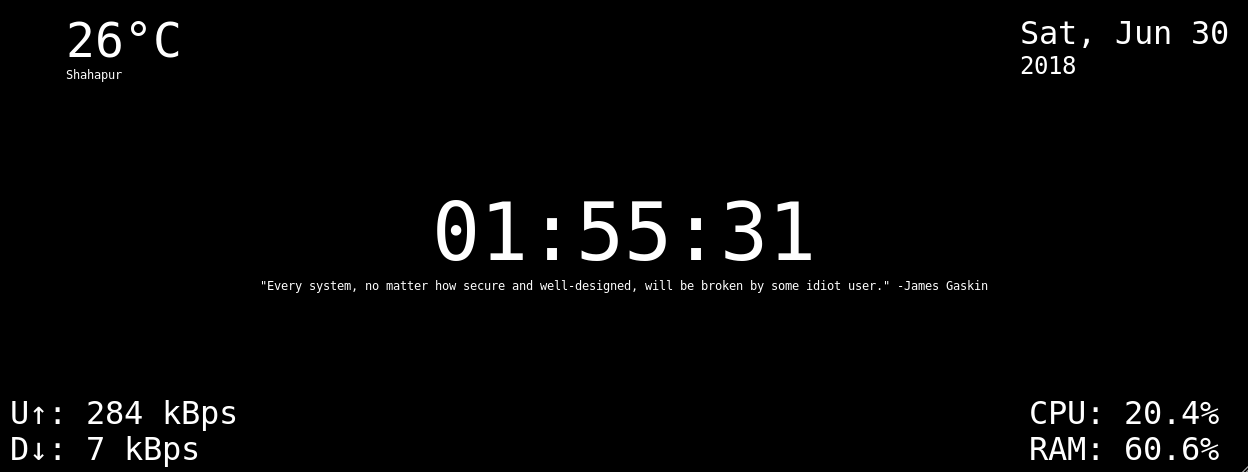 26°C
Shahapur
Sat, Jun 30
2018
01:55:31
"Every system, no matter how secure and well-designed, will be broken by some idiot user." -James Gaskin
U↑: 284 kBps
D↓: 7 kBps
CPU: 20.4%
RAM: 60.6%